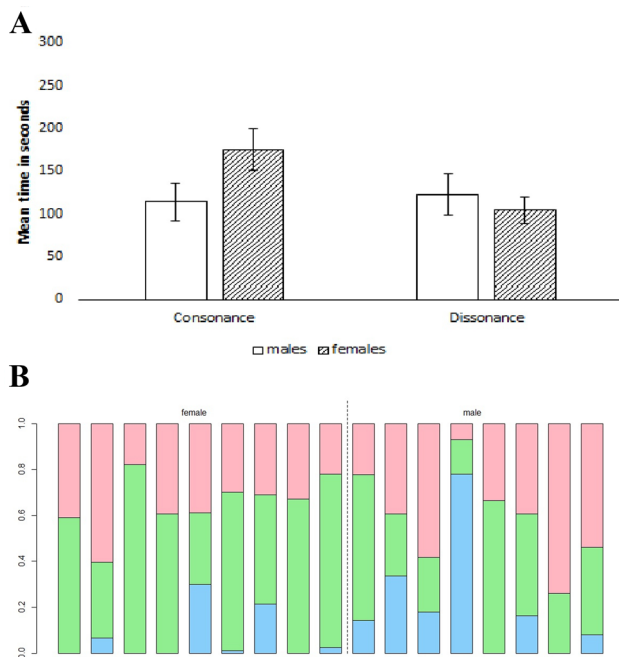 A
300
250
200
150
100
50
0
Mean time in seconds
Consonance Dissonance
males females
B
female male
1.0
0.8
0.6
0.4
0.2
0.0